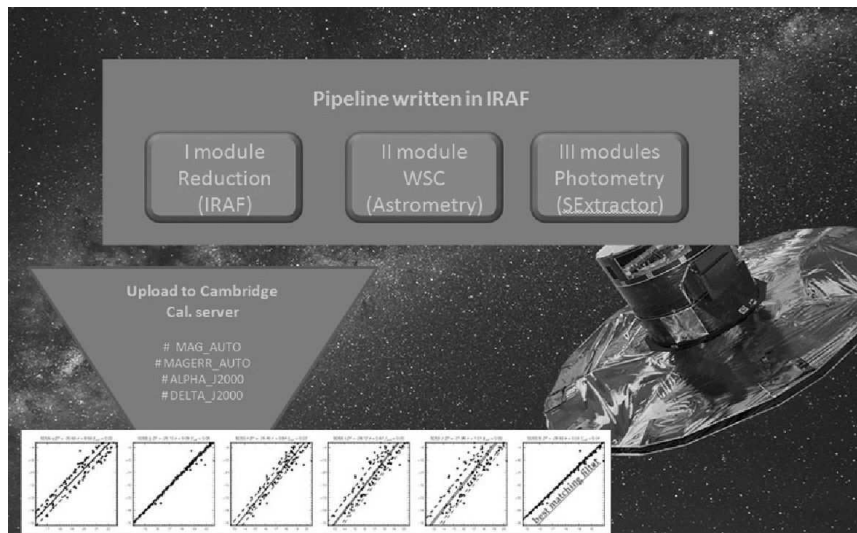 Pipeline written in IRAF
I module
Reduction
(IRAF)
II module
WSC
(Astrometry)
III modules
Photometry
(SExtractor)
Upload to Cambridge
Cal. server
# MAG_AUTO
# MAGERR_AUTO
# ALPHA_J2000
# DELTA_J2000
best matching filter